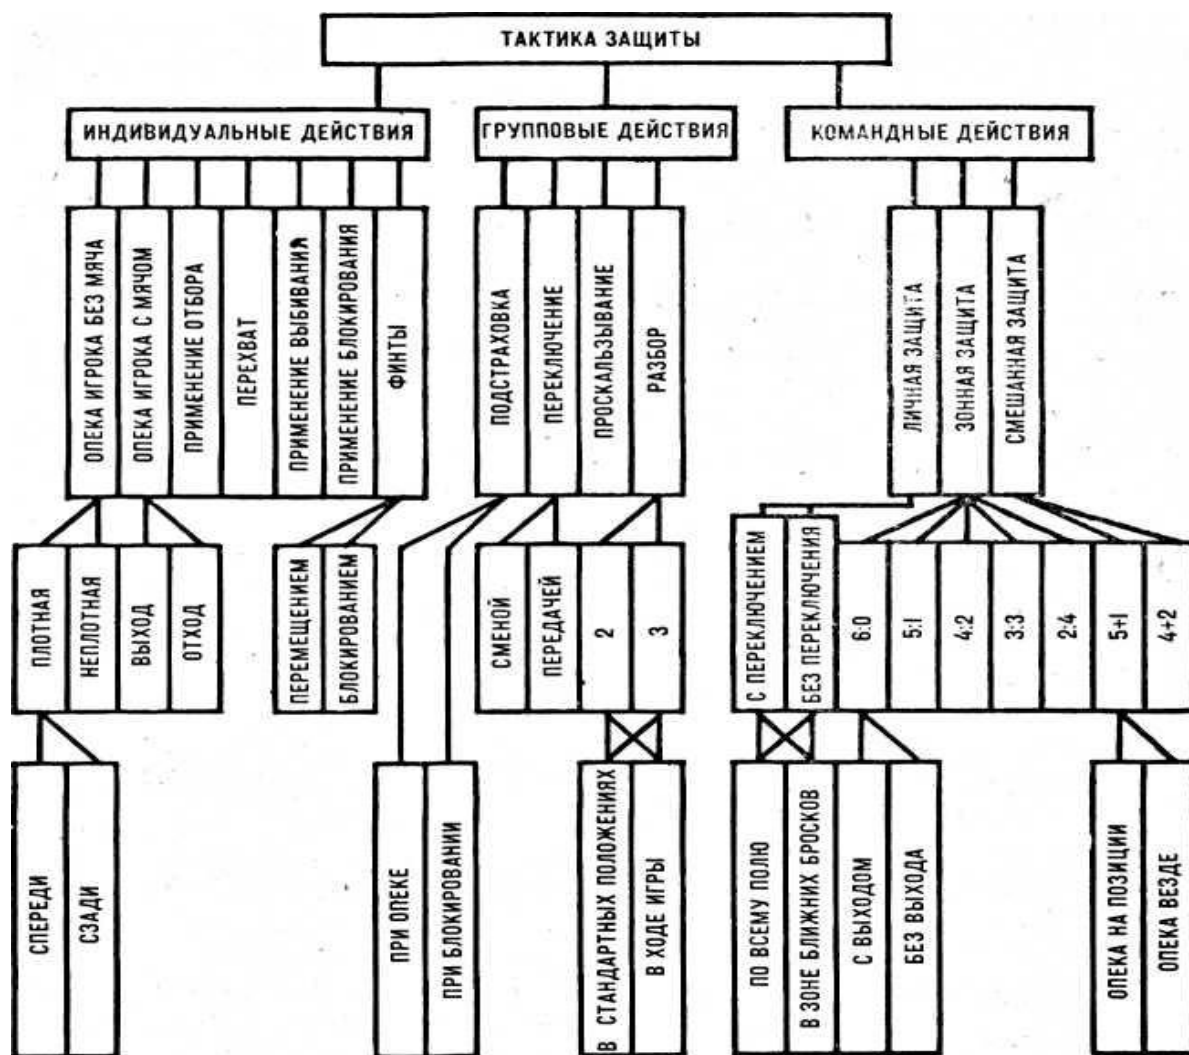 ТАКТИКА ЗАЩИТЫ
ИНДИВИДУАЛЬНЫЕ ДЕЙСТВИЯ
ГРУППОВЫЕ ДЕЙСТВИЯ
КОМАНДНЫЕ ДЕЙСТВИЯ
ОПЕКА ИГРОКА БЕЗ МЯЧА
ОПЕКА ИГРОКА С МЯЧОМ
ПРИМЕНЕНИЕ ОТБОРА
ПЕРЕХВАТ
ПРИМЕНЕНИЕ ВЫБИВАНИЯ
ПРИМЕНЕНИЕ БЛОКИРОВАНИЯ
ФИНТЫ
ПОДСТРАХОВКА
ПЕРЕКЛЮЧЕНИЕ
ПРОСКАЛЬЗЫВАНИЕ
РАЗБОР
ЛИЧНАЯ ЗАЩИТА
ЗОННАЯ ЗАЩИТА
СМЕШАННАЯ ЗАЩИТА
ПЛОТНАЯ
НЕПЛОТНАЯ
ВЫХОД
ОТХОД
ПЕРЕМЕЩЕНИЕМ
БЛОКИРОВАНИЕМ
СМЕНОЙ
ПЕРЕДАЧЕЙ
2
3
С ПЕРЕКЛЮЧЕНИЕМ
БЕЗ ПЕРЕКЛЮЧЕНИЯ
6:0
5:1
4:2
3:3
2:4
5+1
4+2
СПЕРЕДИ
СЗАДИ
ПРИ ОПЕКЕ
ПРИ БЛОКИРОВАНИИ
В СТАНДАРТНЫХ ПОЛОЖЕНИЯХ
В ХОДЕ ИГРЫ
ПО ВСЕМУ ПОЛЮ
В ЗОНЕ БЛИЖНИХ БРОСКОВ
С ВЫХОДОМ
БЕЗ ВЫХОДА
ОПЕКА НА ПОЗИЦИИ
ОПЕКА ВЕЗДЕ